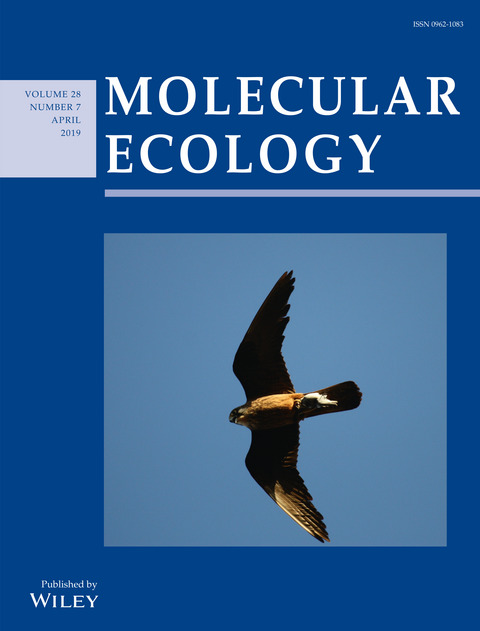 ISSN 0962-1083
VOLUME 28
NUMBER 7
APRIL
2019
MOLECULAR
ECOLOGY
Published by
WILEY